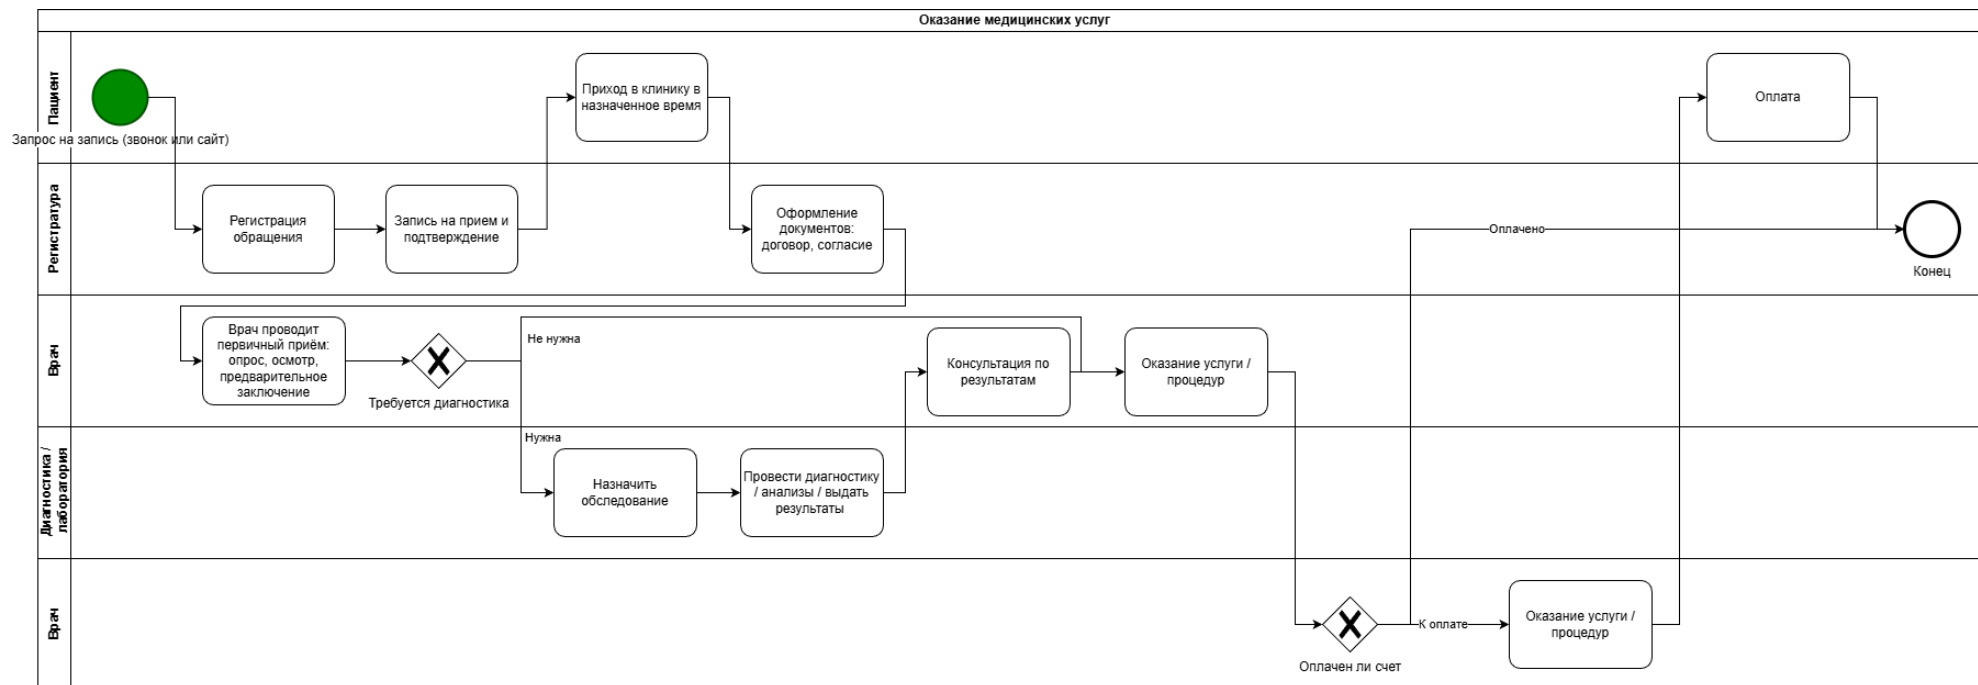 Оказание медицинских услуг
Пациент
Запрос на запись (звонок или сайт)
Приход в клинику в
назначенное время
Оплата
Регистратура
Регистрация
обращения
Запись на прием и
подтверждение
Оформление
документов:
договор, согласие
Оплачено
Конец
Врач
Врач проводит
первичный приём:
опрос, осмотр,
предварительное
заключение
Требуется диагностика
Не нужна
Консультация по
результатам
Оказание услуги /
процедур
Диагностика /
лаборатория
Нужна
Назначить
обследование
Провести диагностику
/ анализы / выдать
результаты
Врач
Оплачен ли счет
К оплате
Оказание услуги /
процедур